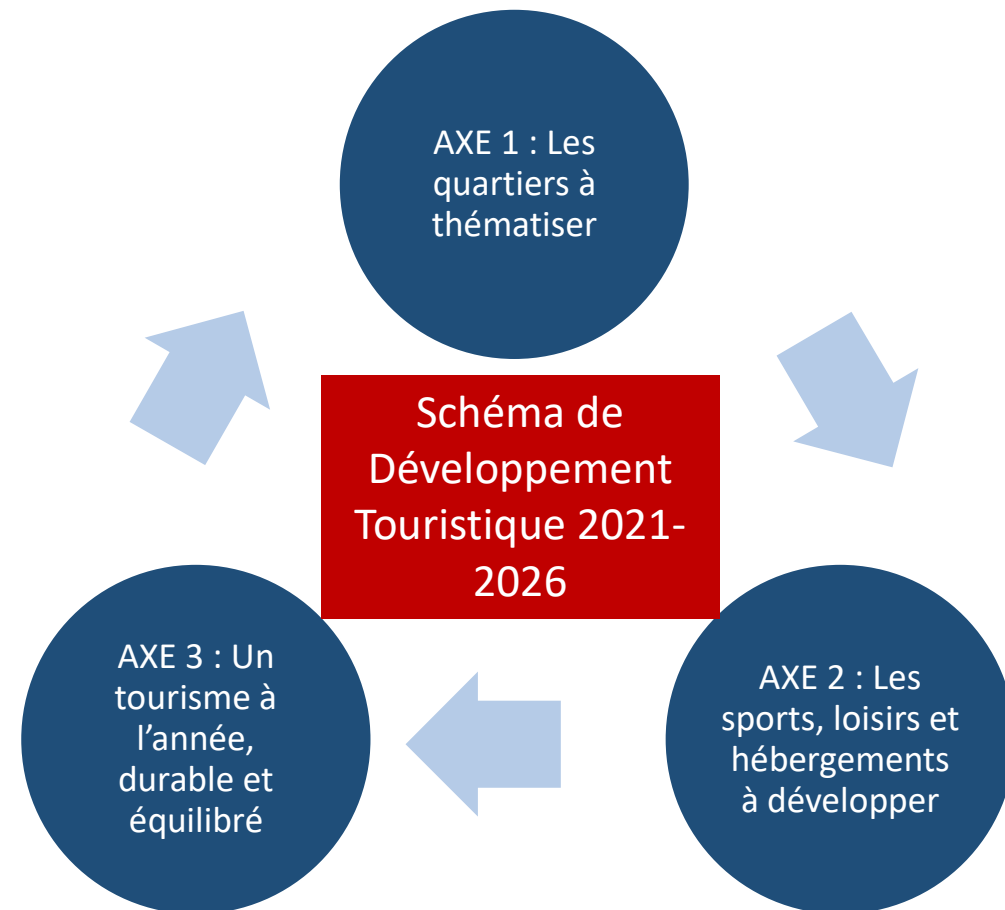 AXE 1 : Les
quartiers à
thématiser
Schéma de
Développement
Touristique 2021-
2026
AXE 3 : Un
tourisme à
l’année,
durable et
équilibré
AXE 2 : Les
sports, loisirs et
hébergements
à développer